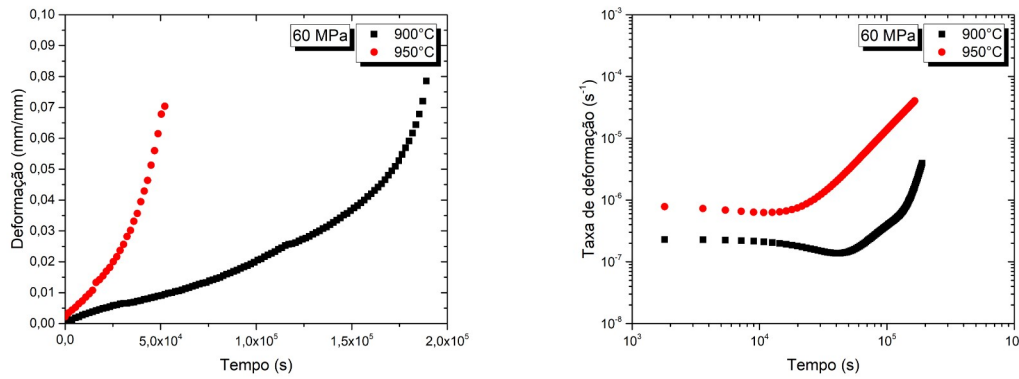 0,10
0,09
0,08
0,07
0,06
0,05
0,04
0,03
0,02
0,01
0,00
Deformação (mm/mm)
60 MPa
900°C
950°C
0,0
5,0x10⁴
1,0x10⁵
1,5x10⁵
2,0x10⁵
Tempo (s)
10⁻³
10⁻⁴
10⁻⁵
10⁻⁶
10⁻⁷
10⁻⁸
Taxa de deformação (s⁻¹)
60 MPa
900°C
950°C
10³
10⁴
10⁵
10
Tempo (s)